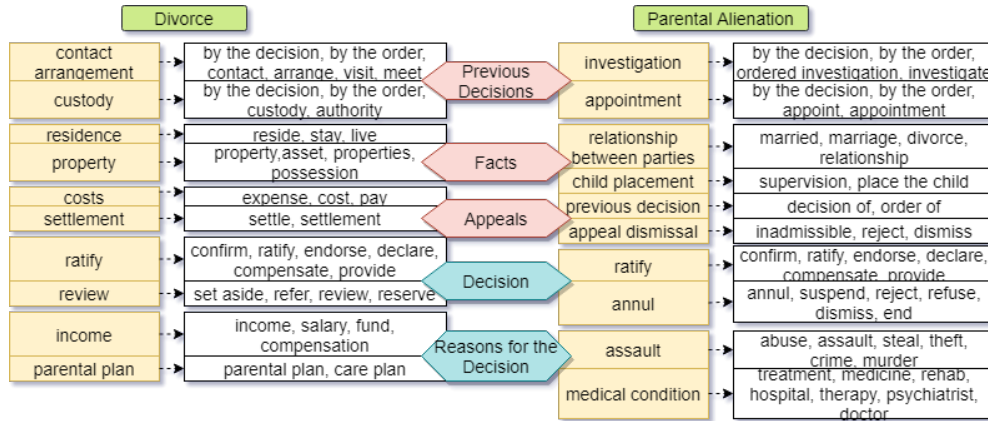 Divorce
Parental Alienation
contact
arrangement
by the decision, by the order,
contact, arrange, visit, meet
custody
by the decision, by the order,
custody, authority
Previous
Decisions
investigation
by the decision, by the order,
ordered investigation, investigate
appointment
by the decision, by the order,
appoint, appointment
residence
reside, stay, live
property
property,asset, properties,
possession
Facts
relationship
between parties
married, marriage, divorce,
relationship
child placement
supervision, place the child
costs
expense, cost, pay
settlement
settle, settlement
Appeals
previous decision
decision of, order of
appeal dismissal
inadmissible, reject, dismiss
ratify
confirm, ratify, endorse, declare,
compensate, provide
review
set aside, refer, review, reserve
Decision
ratify
confirm, ratify, endorse, declare,
compensate, provide
annul
annul, suspend, reject, refuse,
dismiss, end
income
income, salary, fund,
compensation
parental plan
parental plan, care plan
Reasons for the
Decision
assault
abuse, assault, steal, theft,
crime, murder
medical condition
treatment, medicine, rehab,
hospital, therapy, psychiatrist,
doctor